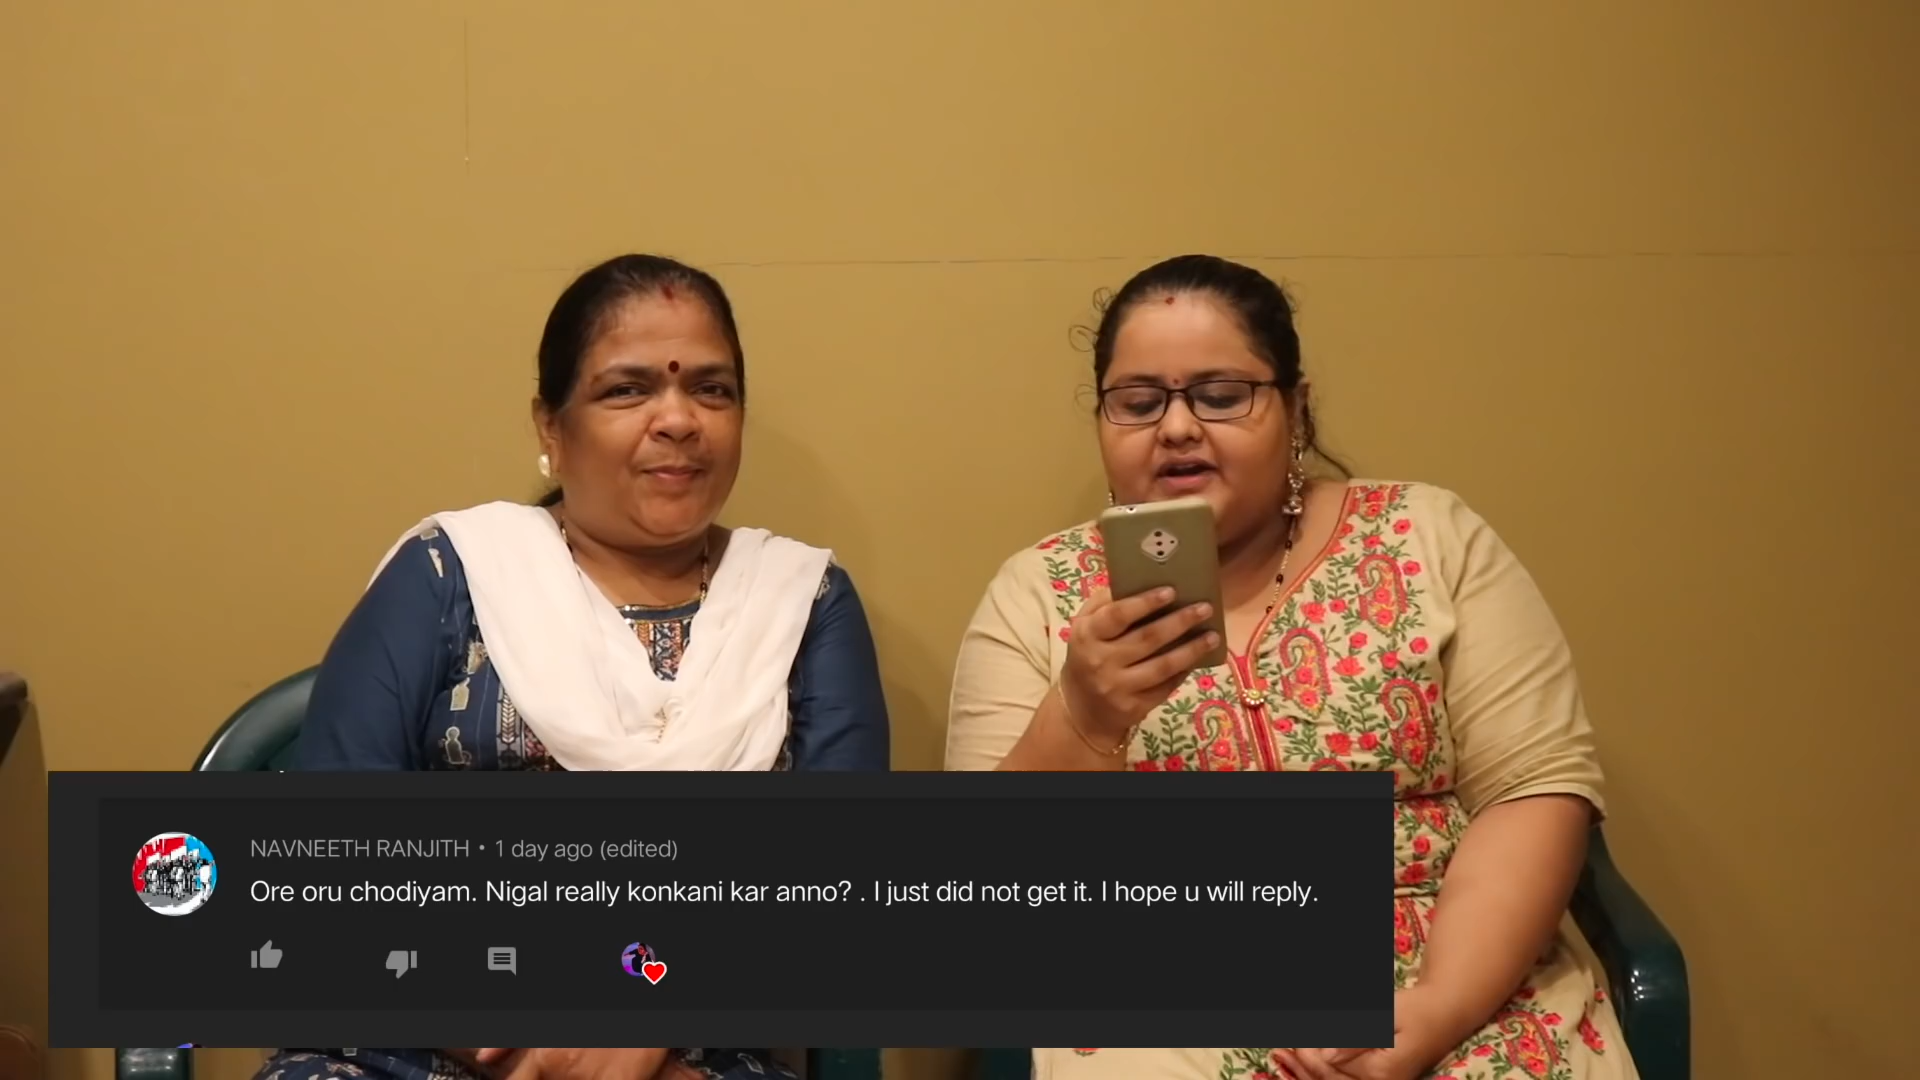 NAVNEETH RANJITH • 1 day ago (edited)
Ore oru chodiyam. Nigal really konkani kar anno? . I just did not get it. I hope u will reply.